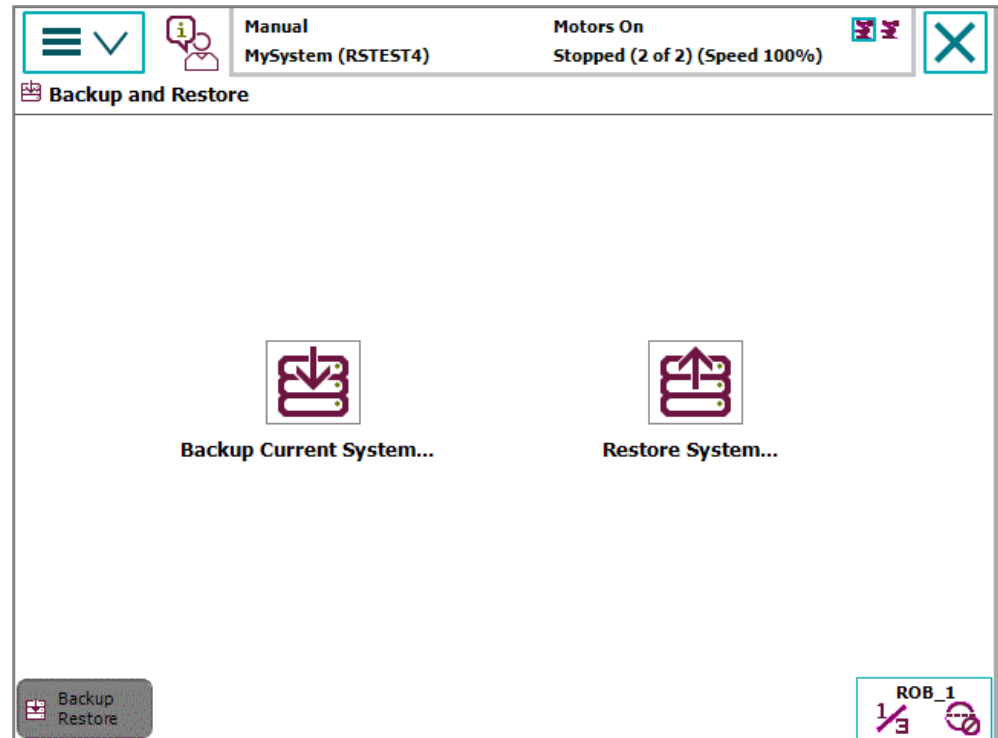 Manual
MySystem (RSTEST4)
Motors On
Stopped (2 of 2) (Speed 100%)
Backup and Restore
Backup Current System...
Restore System...
Backup
Restore
ROB_1
1/3